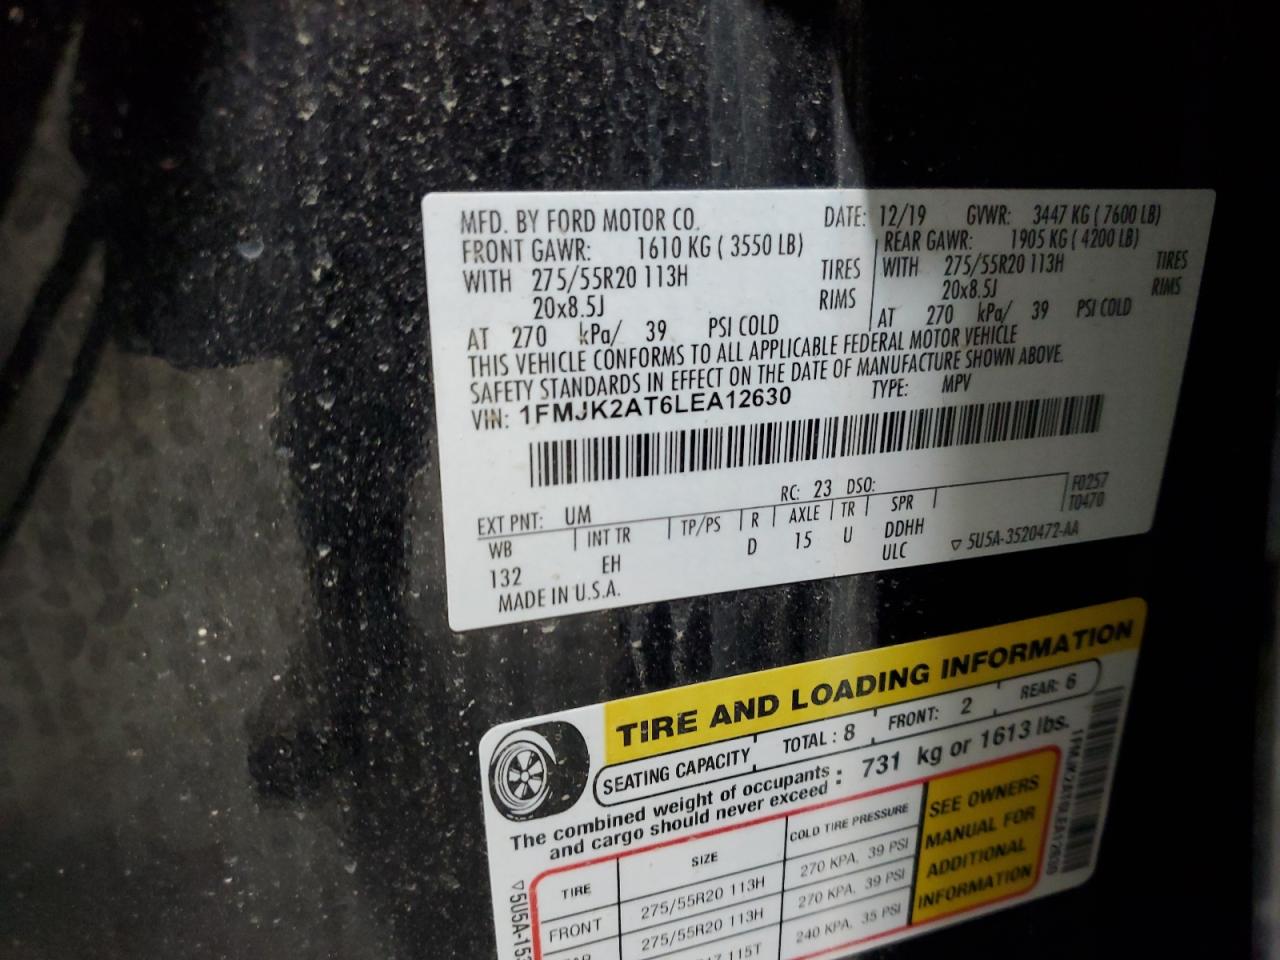 MFD. BY FORD MOTOR CO. DATE: 12/19 GVWR: 3447 KG ( 7600 LB)
FRONT GAWR: 1610 KG ( 3550 LB) REAR GAWR: 1905 KG ( 4200 LB)
WITH 275/55R20 113H TIRES WITH 275/55R20 113H TIRES
20x8.5J RIMS 20x8.5J RIMS
AT 270 kPa/ 39 PSI COLD AT 270 kPa/ 39 PSI COLD
THIS VEHICLE CONFORMS TO ALL APPLICABLE FEDERAL MOTOR VEHICLE
SAFETY STANDARDS IN EFFECT ON THE DATE OF MANUFACTURE SHOWN ABOVE.
VIN: 1FMJK2AT6LEA12630 TYPE: MPV
EXT PNT: UM RC: 23 DSO: F0257
WB INT TR TP/PS R AXLE TR SPR T0470
132 EH D 15 U DDHH
ULC ▽ 5U5A-3520472-AA
MADE IN U.S.A.
TIRE AND LOADING INFORMATION
SEATING CAPACITY TOTAL : 8 FRONT: 2 REAR: 6
The combined weight of occupants
and cargo should never exceed : 731 kg or 1613 lbs.
TIRE SIZE COLD TIRE PRESSURE
FRONT 275/55R20 113H 270 KPA, 39 PSI
275/55R20 113H 270 KPA, 39 PSI
115T 240 KPA, 35 PSI
SEE OWNERS
MANUAL FOR
ADDITIONAL
INFORMATION
1FMJK2AT6LEA12630